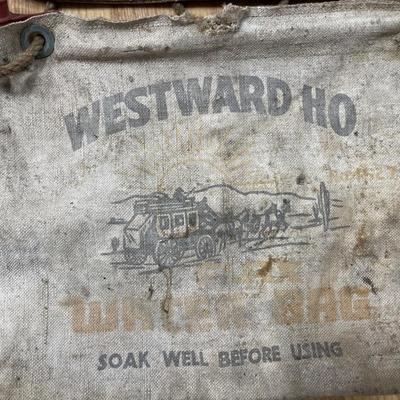 WESTWARD HO
WATER BAG
SOAK WELL BEFORE USING